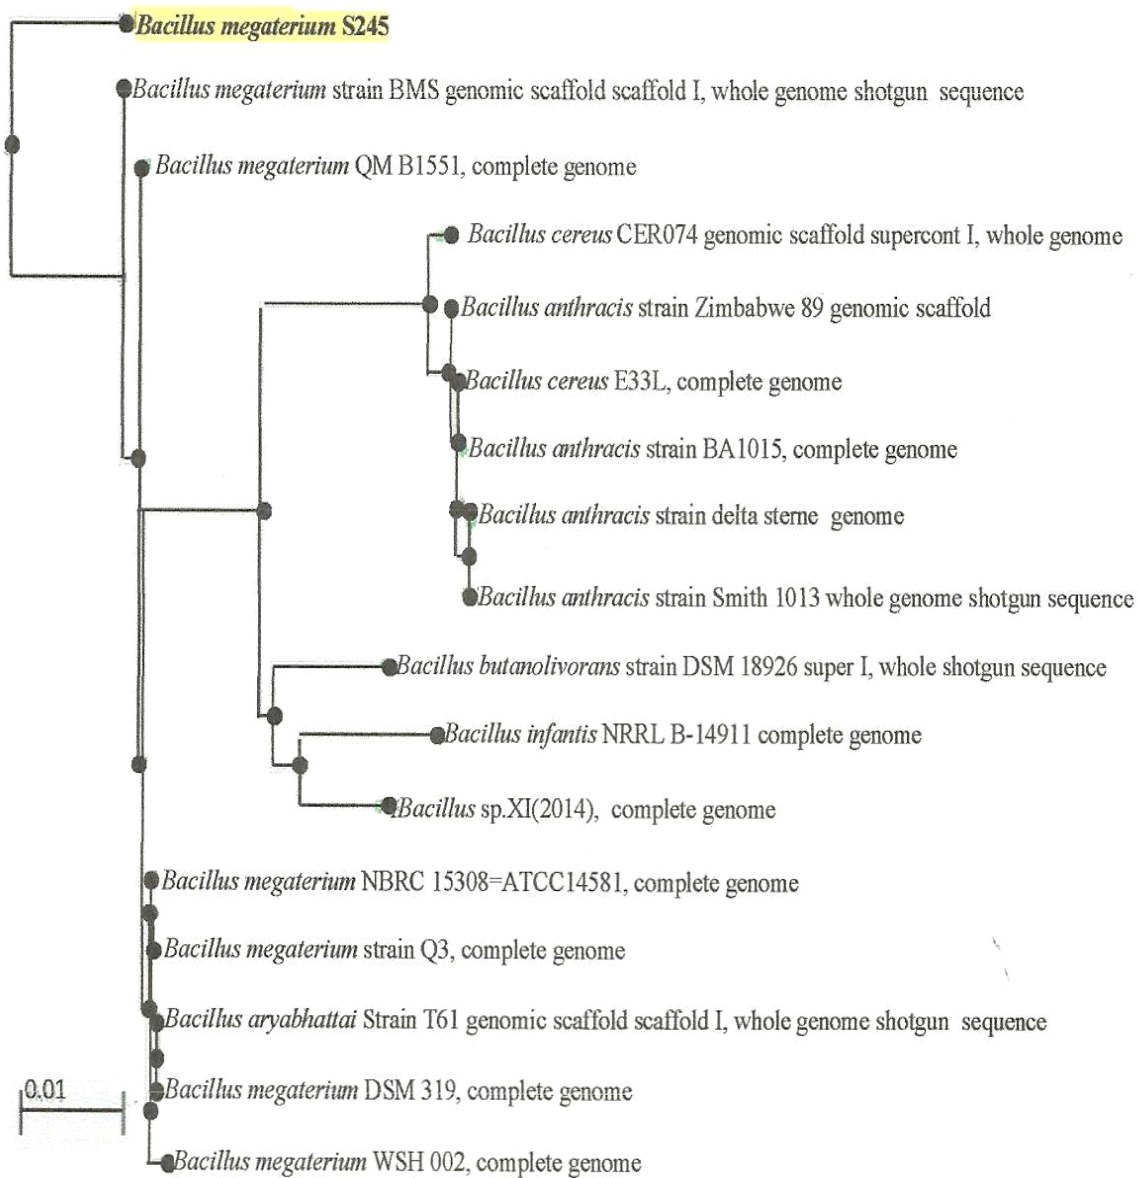 Bacillus megaterium S245
Bacillus megaterium strain BMS genomic scaffold scaffold I, whole genome shotgun sequence
Bacillus megaterium QM B1551, complete genome
Bacillus cereus CER074 genomic scaffold supercont I, whole genome
Bacillus anthracis strain Zimbabwe 89 genomic scaffold
Bacillus cereus E33L, complete genome
Bacillus anthracis strain BA1015, complete genome
Bacillus anthracis strain delta sterne genome
Bacillus anthracis strain Smith 1013 whole genome shotgun sequence
Bacillus butanolivorans strain DSM 18926 super I, whole shotgun sequence
Bacillus infantis NRRL B-14911 complete genome
Bacillus sp.XI(2014), complete genome
Bacillus megaterium NBRC 15308=ATCC14581, complete genome
Bacillus megaterium strain Q3, complete genome
Bacillus aryabhattai Strain T61 genomic scaffold scaffold I, whole genome shotgun sequence
0.01
Bacillus megaterium DSM 319, complete genome
Bacillus megaterium WSH 002, complete genome